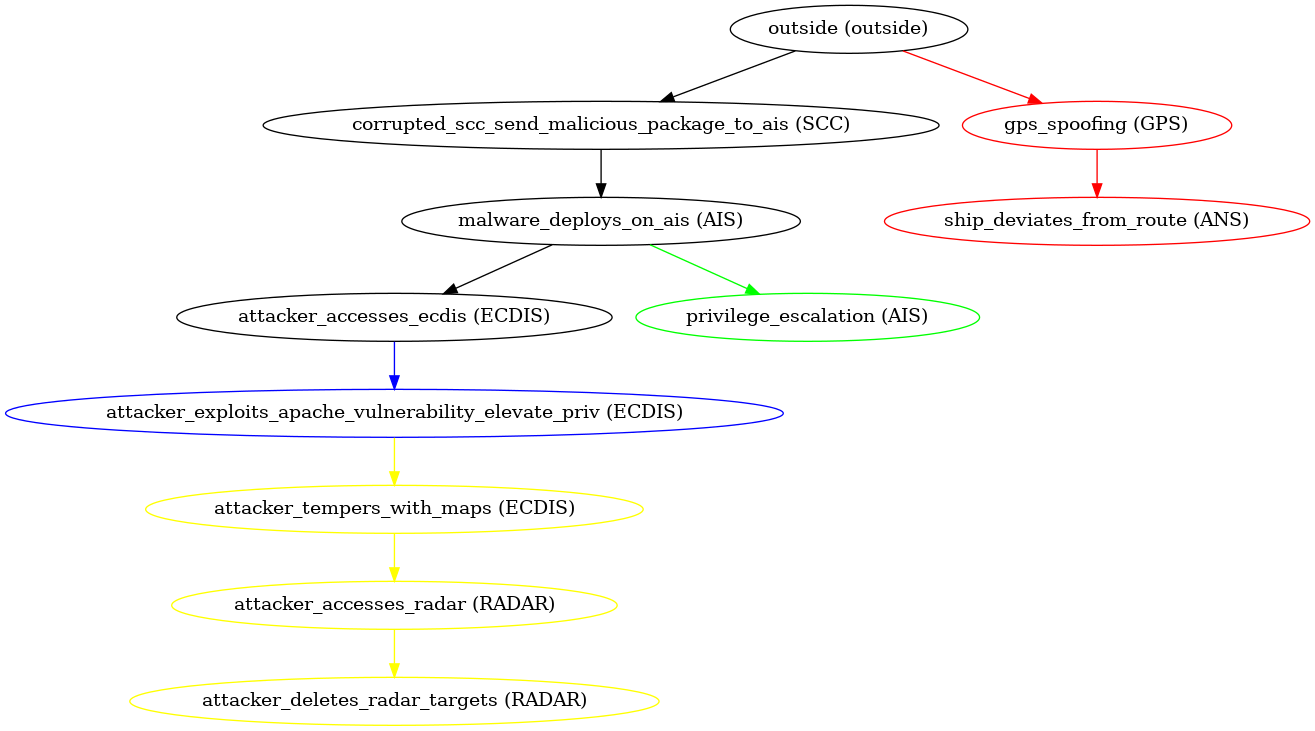 outside (outside)
corrupted_scc_send_malicious_package_to_ais (SCC)
gps_spoofing (GPS)
malware_deploys_on_ais (AIS)
ship_deviates_from_route (ANS)
attacker_accesses_ecdis (ECDIS)
privilege_escalation (AIS)
attacker_exploits_apache_vulnerability_elevate_priv (ECDIS)
attacker_tempers_with_maps (ECDIS)
attacker_accesses_radar (RADAR)
attacker_deletes_radar_targets (RADAR)